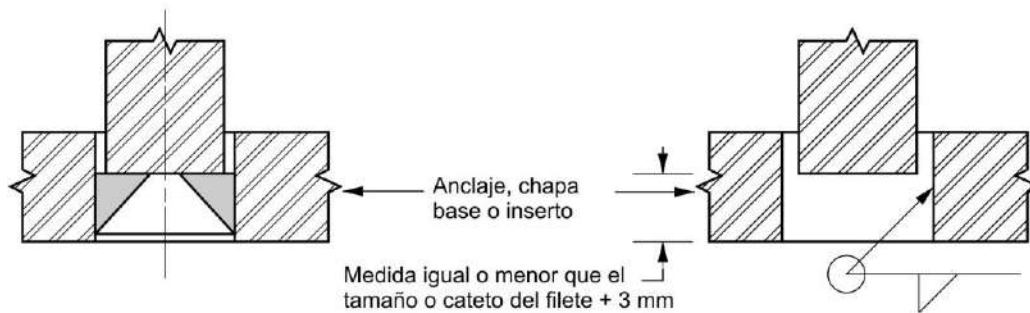 Anclaje, chapa
base o inserto
Medida igual o menor que el
tamaño o cateto del filete + 3 mm